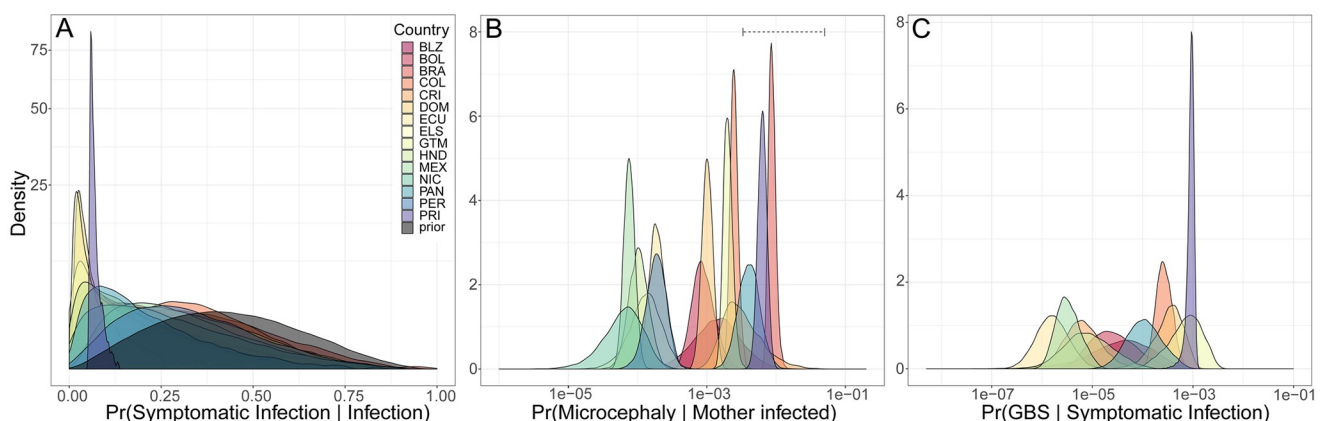 A
Country
BLZ
BOL
BRA
COL
CRI
DOM
ECU
ELS
GTM
HND
MEX
NIC
PAN
PER
PRI
prior
75
50
25
Density
0.00 0.25 0.50 0.75 1.00
Pr(Symptomatic Infection | Infection)
B
8
6
4
2
0
1e-05 1e-03 1e-01
Pr(Microcephaly | Mother infected)
C
8
6
4
2
0
1e-07 1e-05 1e-03 1e-01
Pr(GBS | Symptomatic Infection)